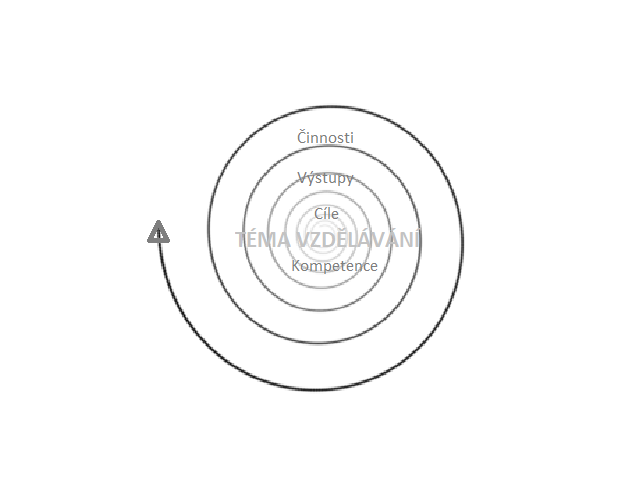 Činnosti
Výstupy
Cíle
TÉMA VZDĚLÁVÁNÍ
Kompetence